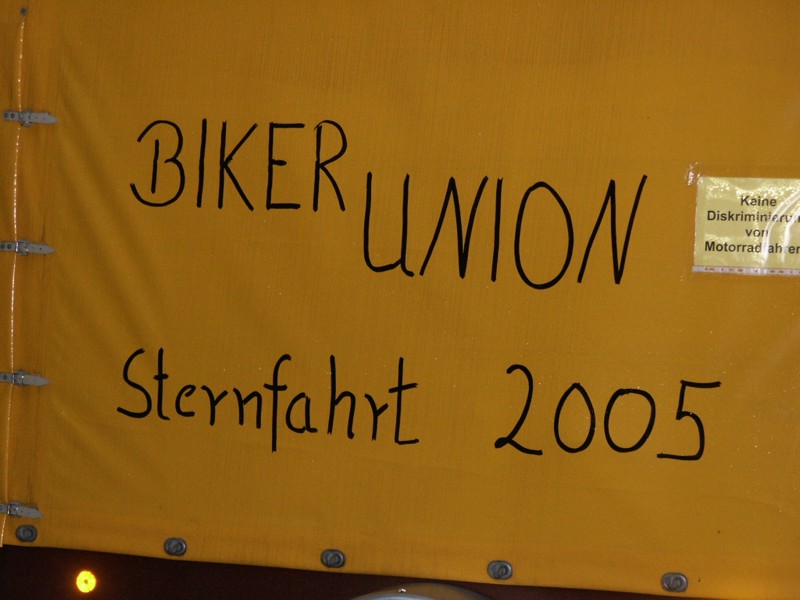 BIKER UNION
Sternfahrt 2005
Keine
von